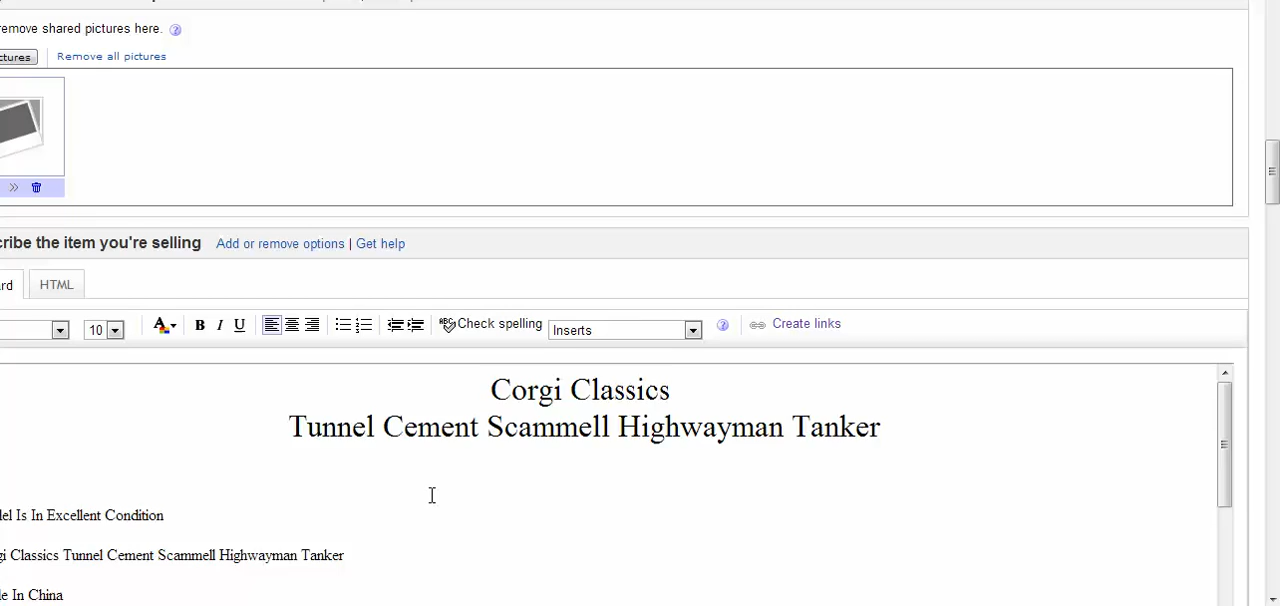 remove shared pictures here.
ctures
Remove all pictures
cribe the item you're selling Add or remove options | Get help
rd HTML
10 B I U ABC Check spelling Inserts Create links
Corgi Classics
Tunnel Cement Scammell Highwayman Tanker
del Is In Excellent Condition
gi Classics Tunnel Cement Scammell Highwayman Tanker
de In China